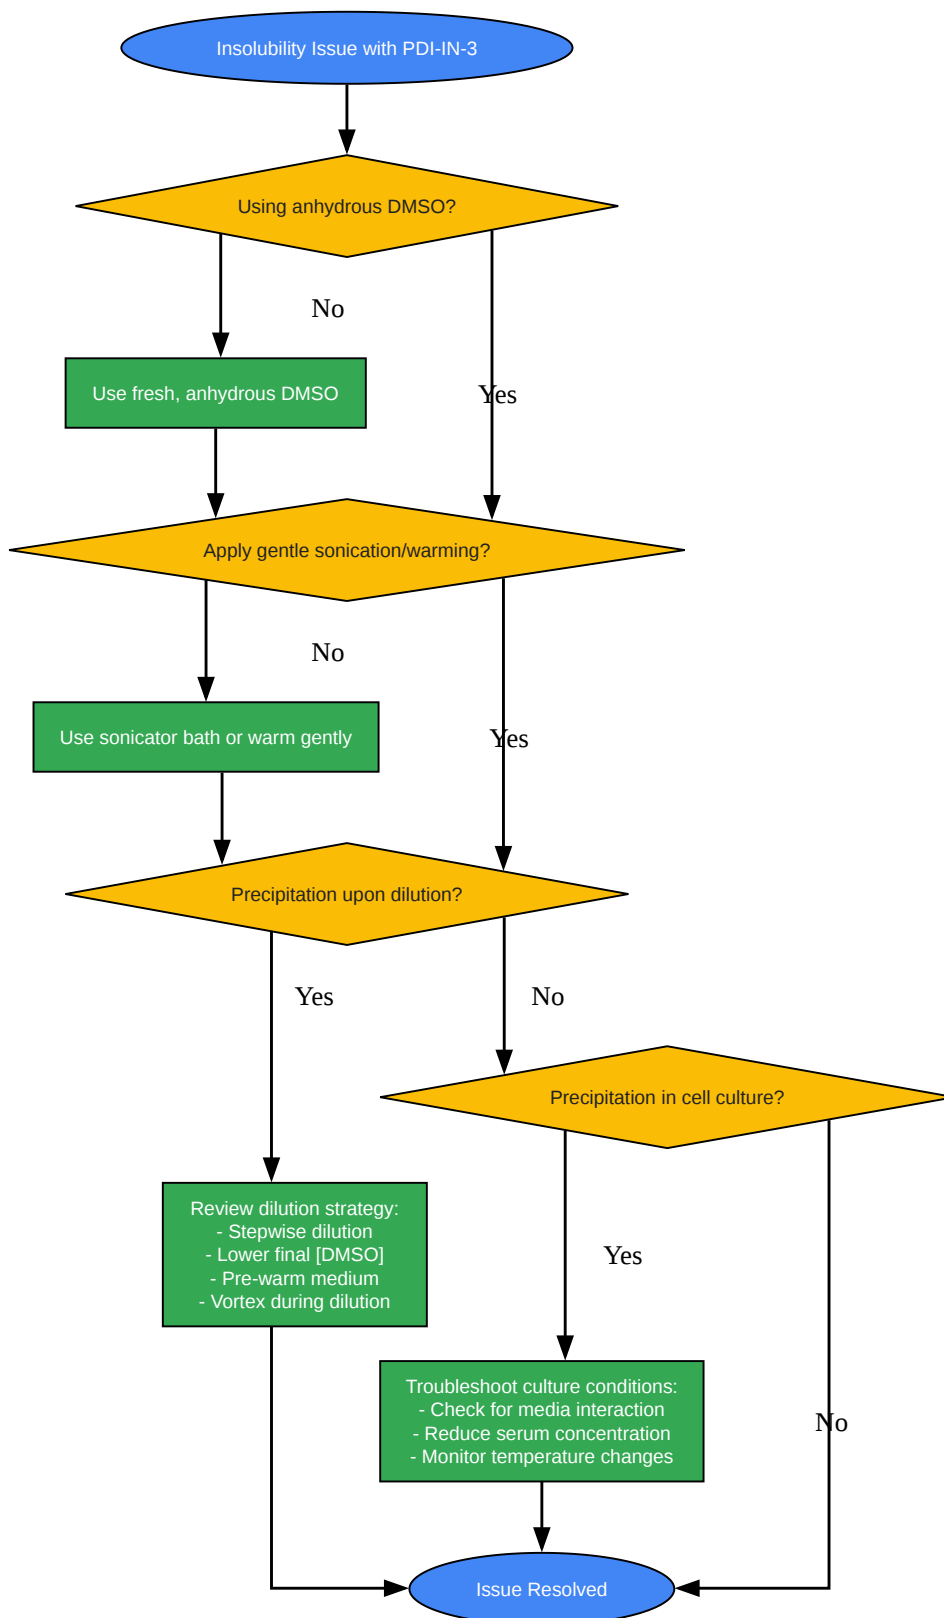 Insolubility Issue with PDI-IN-3
Using anhydrous DMSO?
No
Use fresh, anhydrous DMSO
Yes
Apply gentle sonication/warming?
No
Use sonicator bath or warm gently
Yes
Precipitation upon dilution?
Yes
No
Precipitation in cell culture?
Review dilution strategy:
- Stepwise dilution
- Lower final [DMSO]
- Pre-warm medium
- Vortex during dilution
Yes
Troubleshoot culture conditions:
- Check for media interaction
- Reduce serum concentration
- Monitor temperature changes
No
Issue Resolved